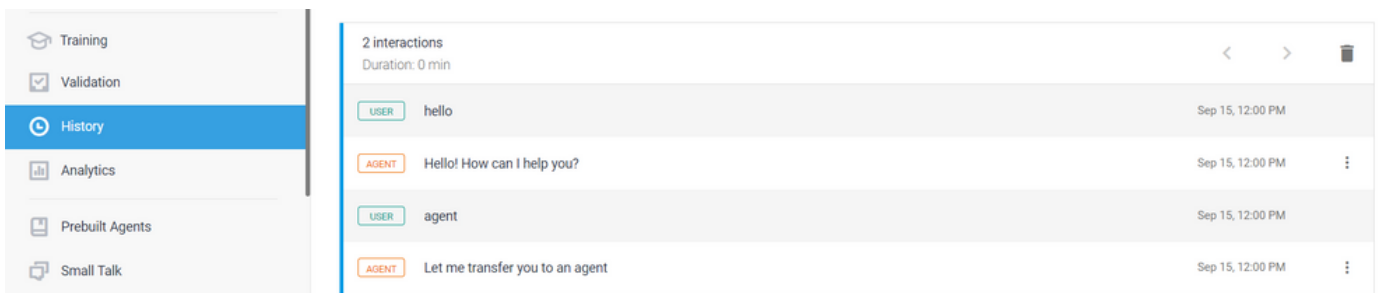 Training
Validation
History
Analytics
Prebuilt Agents
Small Talk
2 interactions
Duration: 0 min
USER hello Sep 15, 12:00 PM
AGENT Hello! How can I help you? Sep 15, 12:00 PM
USER agent Sep 15, 12:00 PM
AGENT Let me transfer you to an agent Sep 15, 12:00 PM